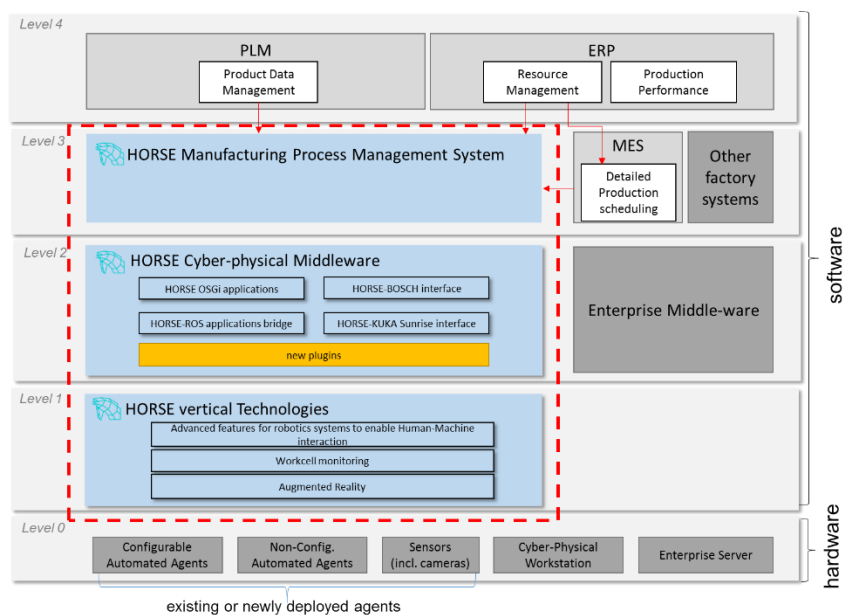 Level 4
PLM
Product Data
Management
ERP
Resource
Management
Production
Performance
Level 3
HORSE Manufacturing Process Management System
MES
Detailed
Production
scheduling
Other
factory
systems
Level 2
HORSE Cyber-physical Middleware
HORSE OSGi applications
HORSE-BOSCH interface
HORSE-ROS applications bridge
HORSE-KUKA Sunrise interface
new plugins
Enterprise Middle-ware
software
Level 1
HORSE vertical Technologies
Advanced features for robotics systems to enable Human-Machine
interaction
Workcell monitoring
Augmented Reality
Level 0
Configurable
Automated Agents
Non-Config.
Automated Agents
Sensors
(incl. cameras)
Cyber-Physical
Workstation
Enterprise Server
hardware
existing or newly deployed agents